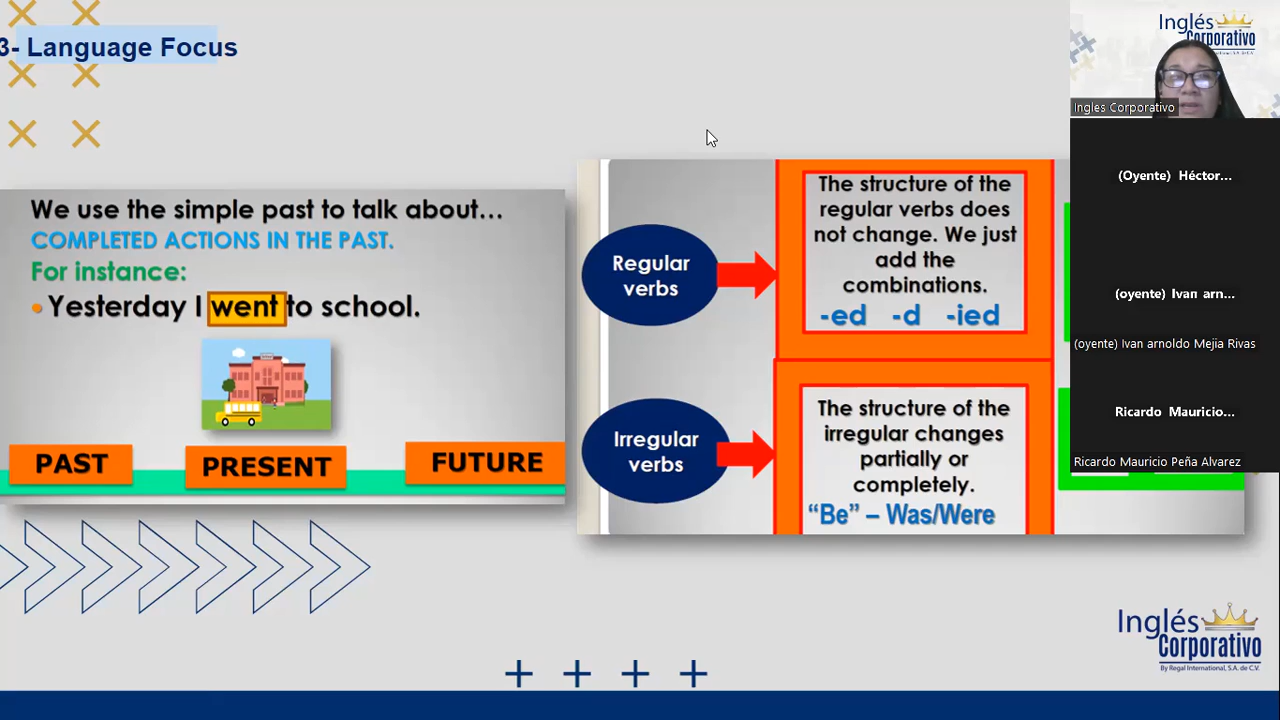 3- Language Focus
We use the simple past to talk about...
COMPLETED ACTIONS IN THE PAST.
For instance:
• Yesterday I went to school.
PAST
PRESENT
FUTURE
Regular
verbs
The structure of the
regular verbs does
not change. We just
add the
combinations.
-ed -d -ied
Irregular
verbs
The structure of the
irregular changes
partially or
completely.
“Be” – Was/Were
Inglés
Corporativo
Ingles Corporativo
(Oyente) Héctor...
(oyente) Ivan arn...
(oyente) Ivan arnoldo Mejia Rivas
Ricardo Mauricio...
Ricardo Mauricio Peña Alvarez
Inglés
Corporativo
By Regal International, S.A. de C.V.